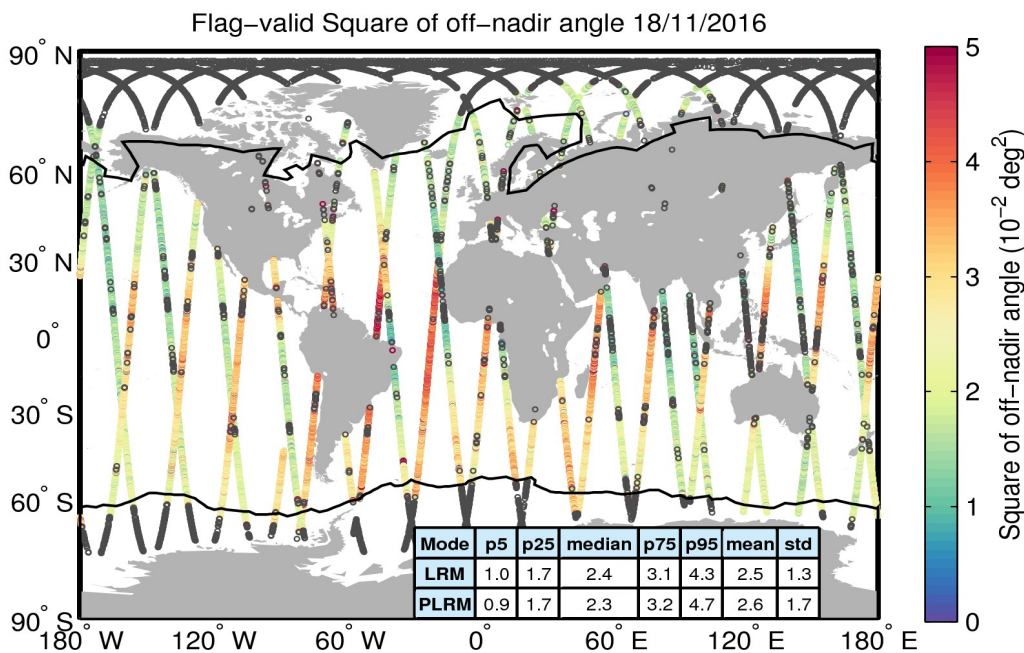 Flag−valid Square of off−nadir angle 18/11/2016
90° N
60° N
30° N
0°
30° S
60° S
90° S
180° W
120° W
60° W
0°
60° E
120° E
180° E
Mode p5 p25 median p75 p95 mean std
LRM 1.0 1.7 2.4 3.1 4.3 2.5 1.3
PLRM 0.9 1.7 2.3 3.2 4.7 2.6 1.7
5
4
3
2
1
0
Square of off−nadir angle (10⁻² deg²)